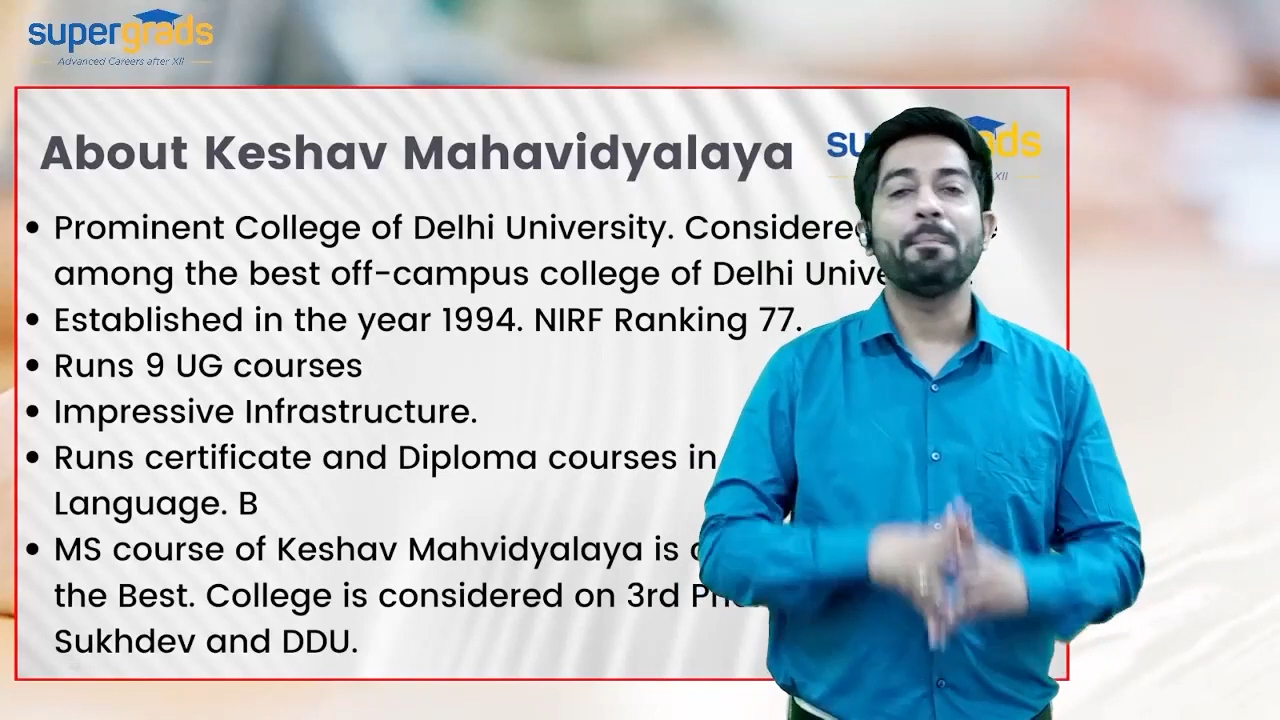 supergrads
Advanced Careers after XII
About Keshav Mahavidyalaya
ds
XII
• Prominent College of Delhi University. Considered
among the best off-campus college of Delhi
• Established in the year 1994. NIRF Ranking 77.
• Runs 9 UG courses
• Impressive Infrastructure.
• Runs certificate and Diploma courses in
Language. B
• MS course of Keshav Mahvidyalaya is
the Best. College is considered on 3rd
Sukhdev and DDU.